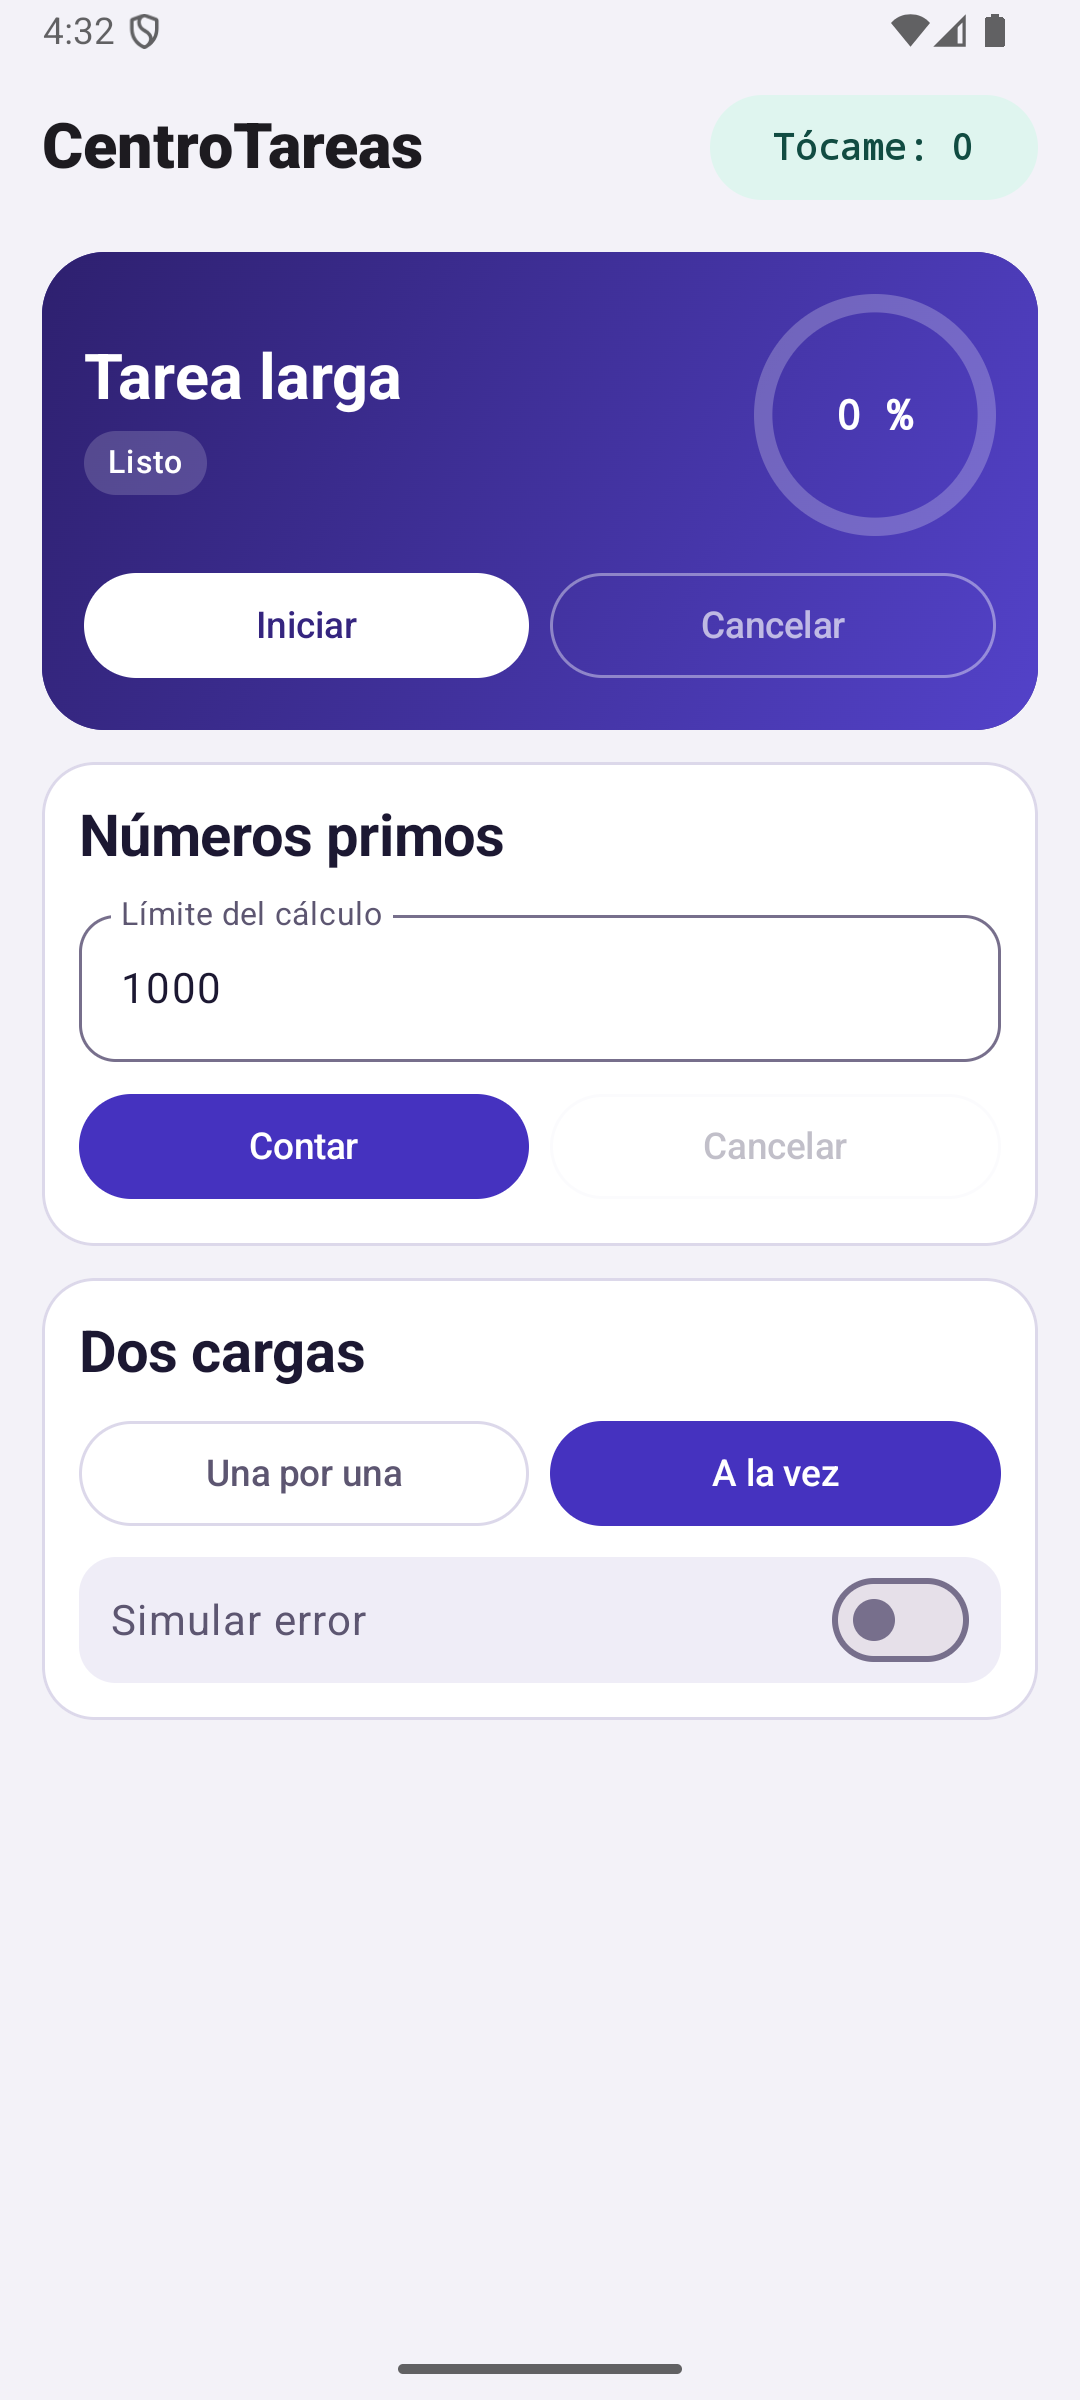 4:32
CentroTareas
Tócame: 0
Tarea larga
Listo
0 %
Iniciar
Cancelar
Números primos
Límite del cálculo
1000
Contar
Cancelar
Dos cargas
Una por una
A la vez
Simular error